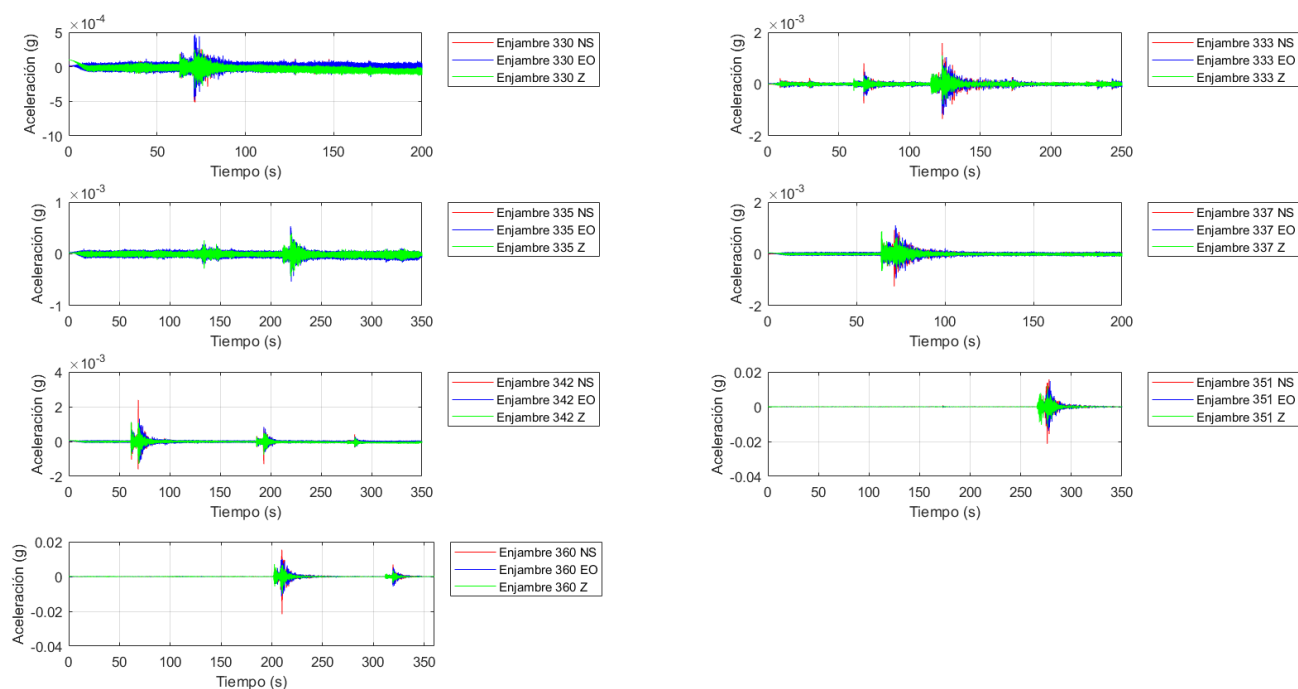 ×10-4
5
0
-5
-10
Aceleración (g)
0 50 100 150 200
Tiempo (s)
Enjambre 330 NS
Enjambre 330 EO
Enjambre 330 Z
×10-3
2
0
-2
Aceleración (g)
0 50 100 150 200 250
Tiempo (s)
Enjambre 333 NS
Enjambre 333 EO
Enjambre 333 Z
×10-3
1
0
-1
Aceleración (g)
0 50 100 150 200 250 300 350
Tiempo (s)
Enjambre 335 NS
Enjambre 335 EO
Enjambre 335 Z
×10-3
2
0
-2
Aceleración (g)
0 50 100 150 200
Tiempo (s)
Enjambre 337 NS
Enjambre 337 EO
Enjambre 337 Z
×10-3
4
2
0
-2
Aceleración (g)
0 50 100 150 200 250 300 350
Tiempo (s)
Enjambre 342 NS
Enjambre 342 EO
Enjambre 342 Z
0.02
0
-0.02
-0.04
Aceleración (g)
0 50 100 150 200 250 300 350
Tiempo (s)
Enjambre 351 NS
Enjambre 351 EO
Enjambre 351 Z
0.02
0
-0.02
-0.04
Aceleración (g)
0 50 100 150 200 250 300 350
Tiempo (s)
Enjambre 360 NS
Enjambre 360 EO
Enjambre 360 Z